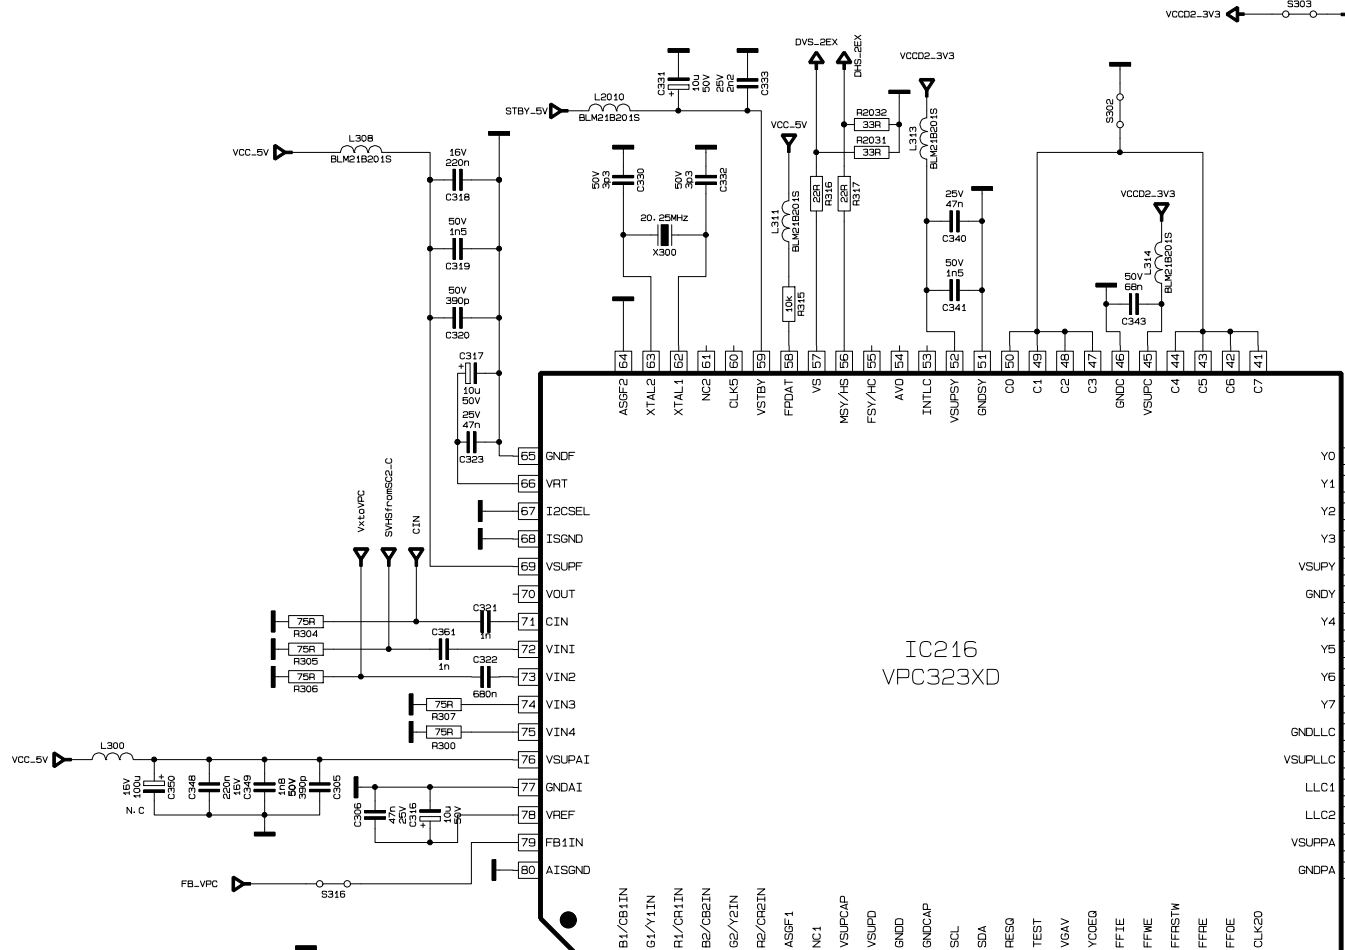 S303
VCCD2_3V3
DVS_2EX
DHS_2EX
VCCD2_3V3
C331
10u
50V
25V
2n2
C333
STBY_5V
L2010
BLM21B201S
R2032
33R
R2031
33R
L313
BLM21B201S
S302
VCC_5V
VCC_5V
L308
BLM21B201S
16V
220n
C318
50V
3p3
C330
50V
3p3
C332
22R
R316
22R
R317
25V
47n
C340
VCCD2_3V3
L311
BLM21B201S
20.25MHz
X300
50V
1n5
C319
50V
1n5
C341
L314
BLM21B201S
50V
68n
C343
50V
390p
C320
10k
R315
C317
+
10u
50V
25V
47n
C323
64 63 62 61 60 59 58 57 56 55 54 53 52 51 50 49 48 47 46 45 44 43 42 41
ASGF2
XTAL2
XTAL1
NC2
CLK5
VSTBY
FPDAT
VS
MSY/HS
FSY/HC
AVO
INTLC
VSUPSY
GNDSY
C0
C1
C2
C3
GNDC
VSUPC
C4
C5
C6
C7
65 GNDF
66 VRT
67 I2CSEL
68 ISGND
69 VSUPF
70 VOUT
71 CIN
72 VINI
73 VIN2
74 VIN3
75 VIN4
76 VSUPAI
77 GNDAI
78 VREF
79 FB1IN
80 AISGND
Y0
Y1
Y2
Y3
VSUPY
GNDY
Y4
Y5
Y6
Y7
GNDLLC
VSUPLLC
LLC1
LLC2
VSUPPA
GNDPA
IC216
VPC323XD
VxtoVPC
SVHSfromSC2_C
CIN
75R
R304
C321
1n
75R
R305
C361
1n
75R
R306
C322
680n
75R
R307
75R
R300
VCC_5V
L300
16V
100u
+
C350
N.C
C348
220n
16V
C349
1n8
50V
390p
C305
C306
47n
25V
C316
+
10u
50V
FB_VPC
S316
B1/CB1IN
G1/Y1IN
R1/CR1IN
B2/CB2IN
G2/Y2IN
R2/CR2IN
ASGF1
NC1
VSUPCAP
VSUPD
GNDD
GNDCAP
SCL
SDA
RESQ
TEST
VGAV
YCOEQ
FFIE
FFWE
FFRSTW
FFRE
FFOE
CLK20